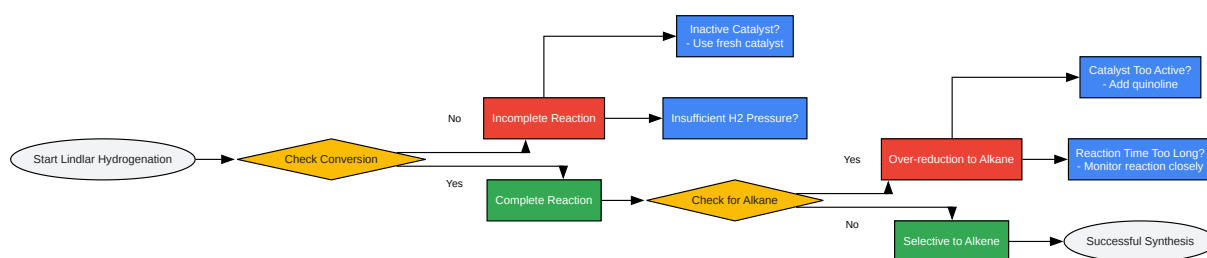 Inactive Catalyst?
- Use fresh catalyst
Catalyst Too Active?
- Add quinoline
No
Incomplete Reaction
Insufficient H2 Pressure?
Start Lindlar Hydrogenation
Check Conversion
Yes
Over-reduction to Alkane
Reaction Time Too Long?
- Monitor reaction closely
Yes
Complete Reaction
Check for Alkane
No
Selective to Alkene
Successful Synthesis